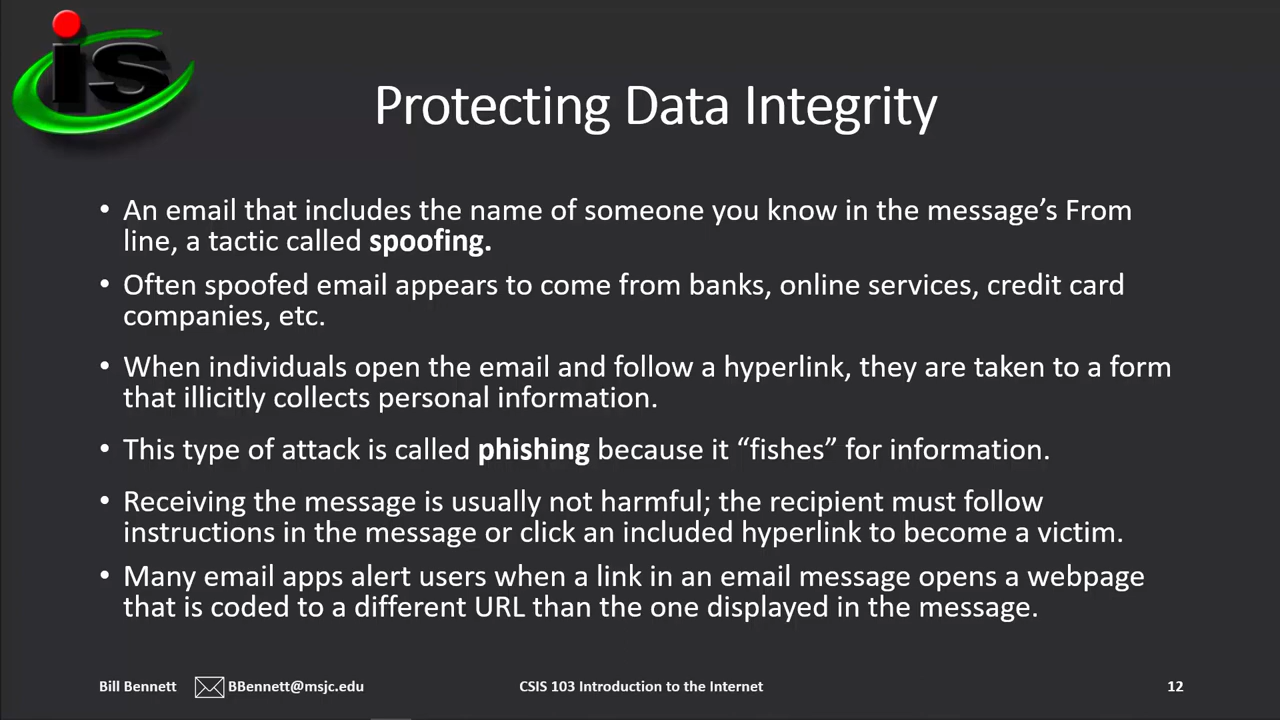 is
Protecting Data Integrity
• An email that includes the name of someone you know in the message’s From
line, a tactic called spoofing.
• Often spoofed email appears to come from banks, online services, credit card
companies, etc.
• When individuals open the email and follow a hyperlink, they are taken to a form
that illicitly collects personal information.
• This type of attack is called phishing because it “fishes” for information.
• Receiving the message is usually not harmful; the recipient must follow
instructions in the message or click an included hyperlink to become a victim.
• Many email apps alert users when a link in an email message opens a webpage
that is coded to a different URL than the one displayed in the message.
Bill Bennett BBennett@msjc.edu CSIS 103 Introduction to the Internet 12